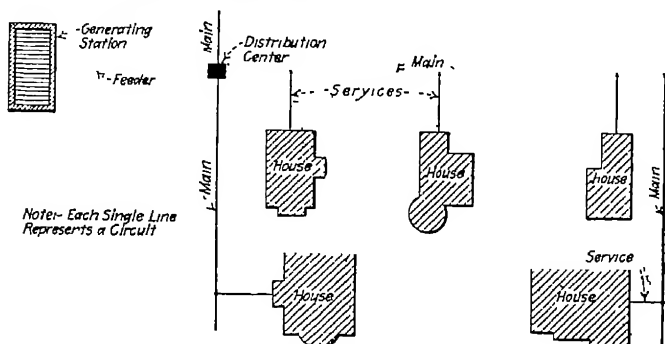 -Generating
Station
Main
-Distribution
Center
-Feeder
Main
-Services-
House
House
House
Main
Main
Note:- Each Single Line
Represents a Circuit
Service
House
House